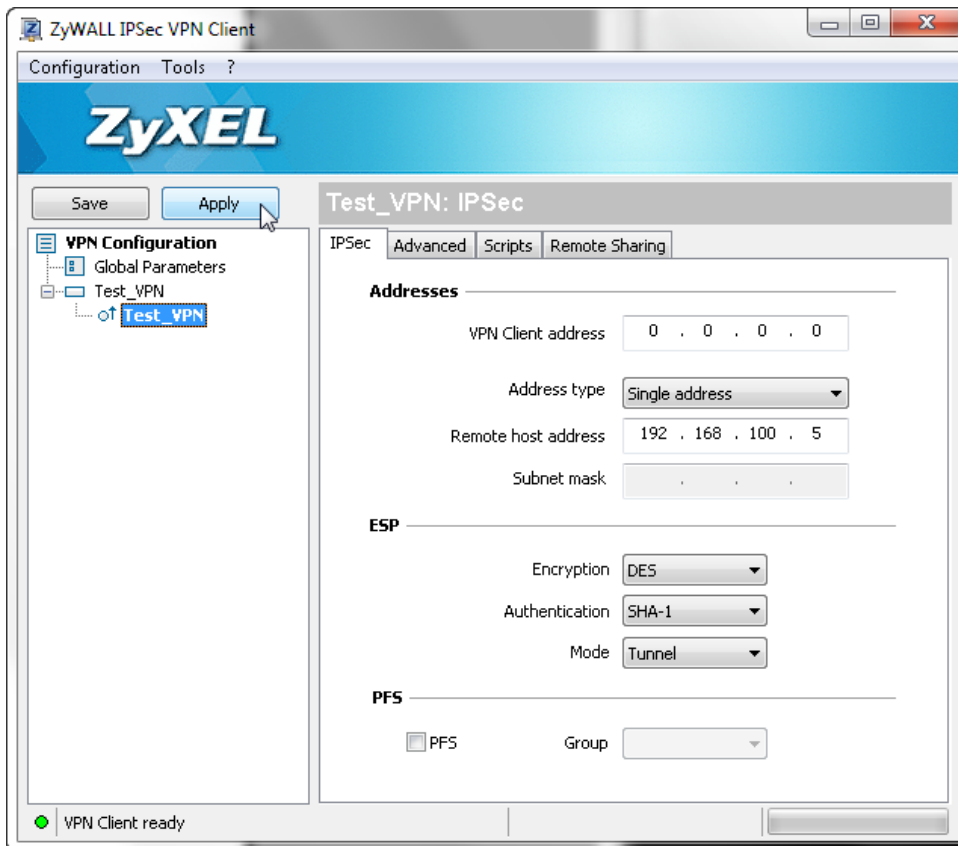 ZyWALL IPSec VPN Client
Configuration Tools ?
ZyXEL
Save Apply
Test_VPN: IPSec
VPN Configuration
Global Parameters
Test_VPN
Test_VPN
IPSec Advanced Scripts Remote Sharing
Addresses
VPN Client address 0 . 0 . 0 . 0
Address type Single address
Remote host address 192 . 168 . 100 . 5
Subnet mask . . .
ESP
Encryption DES
Authentication SHA-1
Mode Tunnel
PFS
PFS Group
VPN Client ready